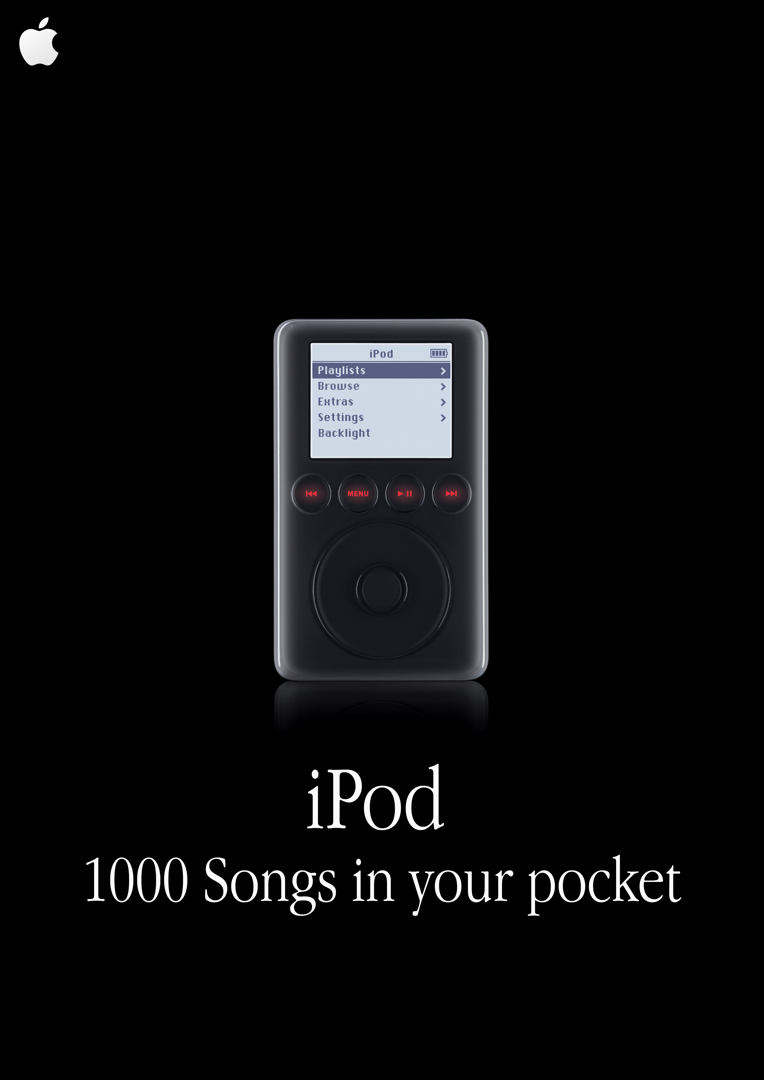 iPod
Playlists
Browse
Extras
Settings
Backlight
MENU
iPod
1000 Songs in your pocket